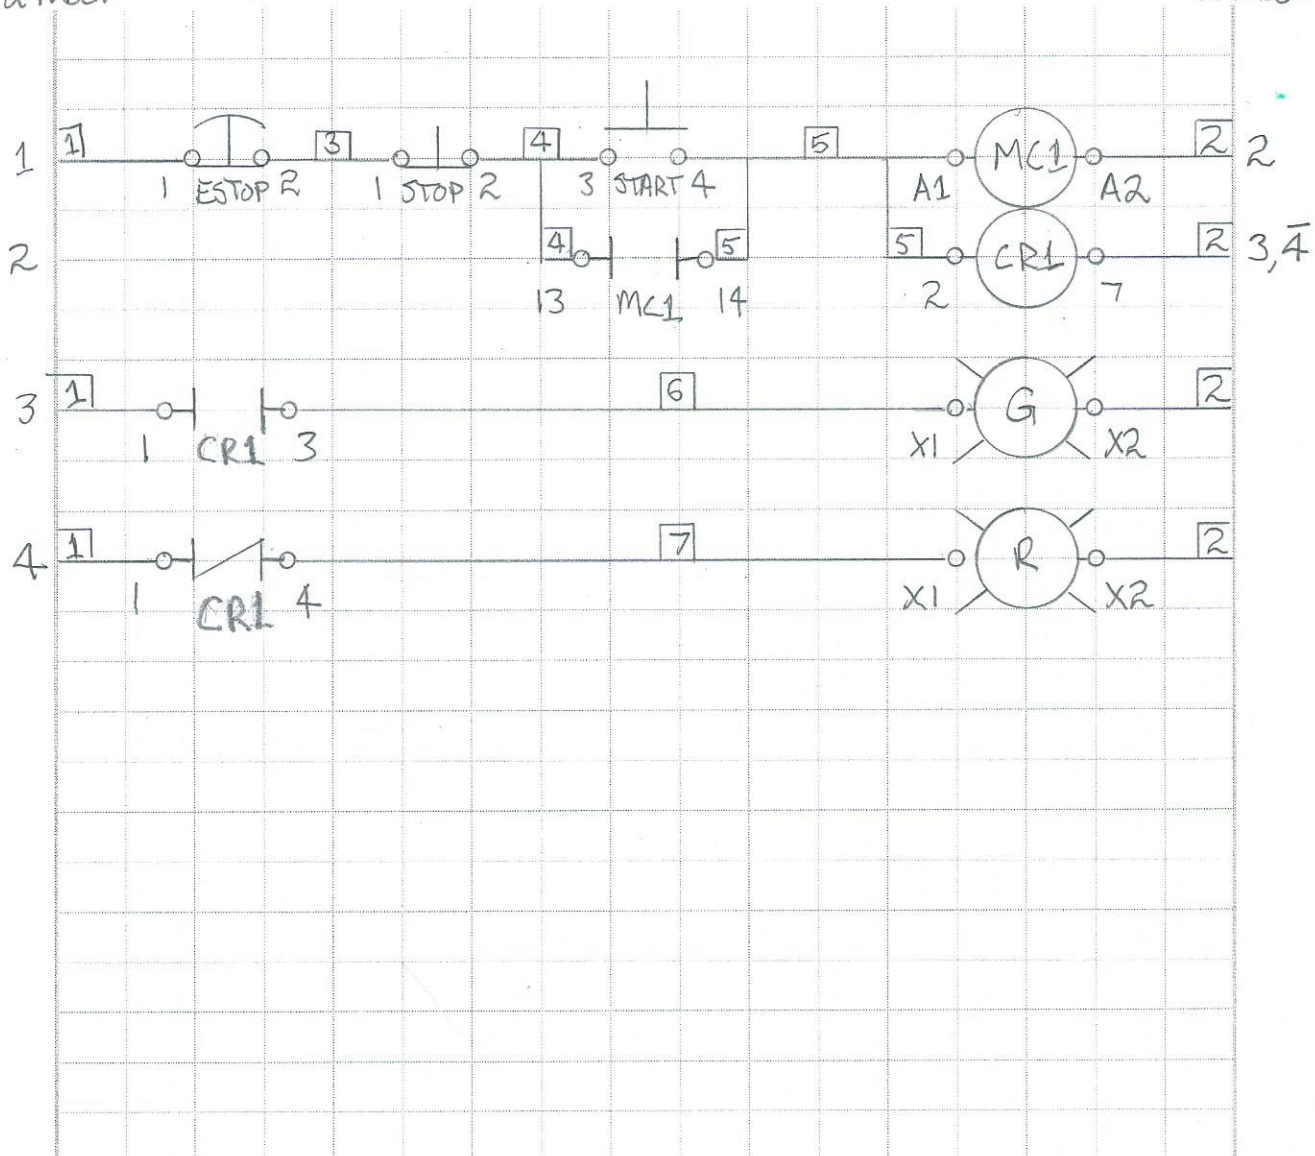 1 1 3 4 5 MC1 2 2
1 ESTOP 2 1 STOP 2 3 START 4 A1 A2
2 4 5 5 CR1 2 3,4̅
13 MC1 14 2 7
3 1 6 G 2
1 CR1 3 X1 X2
4 1 7 R 2
1 CR1 4 X1 X2